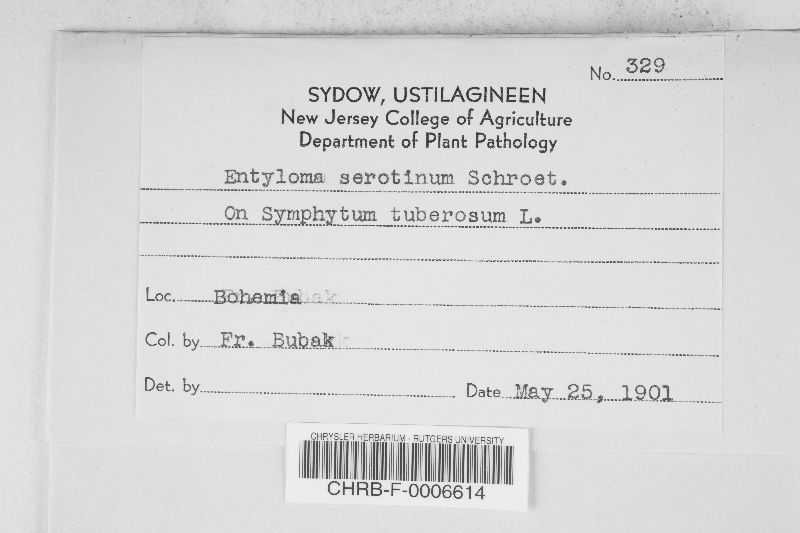 No. 329
SYDOW, USTILAGINEEN
New Jersey College of Agriculture
Department of Plant Pathology
Entyloma serotinum Schroet.
On Symphytum tuberosum L.
Loc. Bohemia
Col. by Fr. Bubak
Det. by
Date May 25, 1901
CHRYSLER HERBARIUM - RUTGERS UNIVERSITY
CHRB-F-0006614